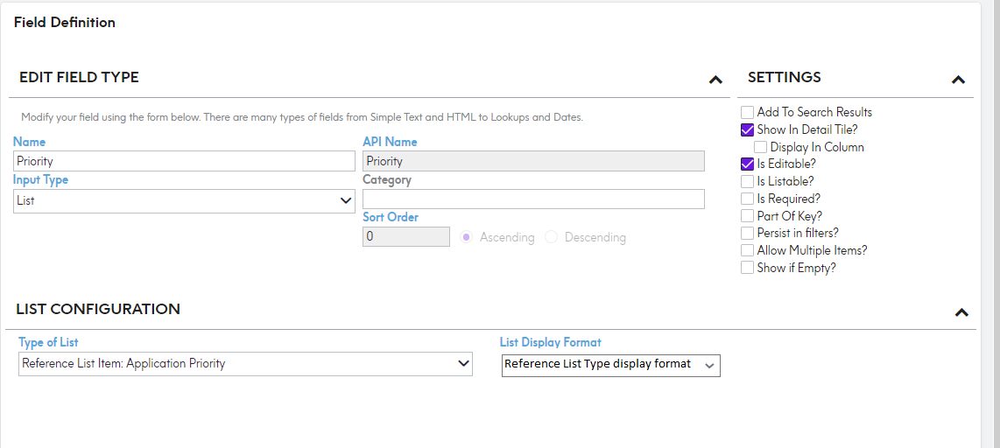 Field Definition
EDIT FIELD TYPE
Modify your field using the form below. There are many types of fields from Simple Text and HTML to Lookups and Dates.
Name
API Name
Priority
Priority
Input Type
Category
List
Sort Order
0
Ascending
Descending
SETTINGS
Add To Search Results
Show In Detail Tile?
Display In Column
Is Editable?
Is Listable?
Is Required?
Part Of Key?
Persist in filters?
Allow Multiple Items?
Show if Empty?
LIST CONFIGURATION
Type of List
List Display Format
Reference List Item: Application Priority
Reference List Type display format